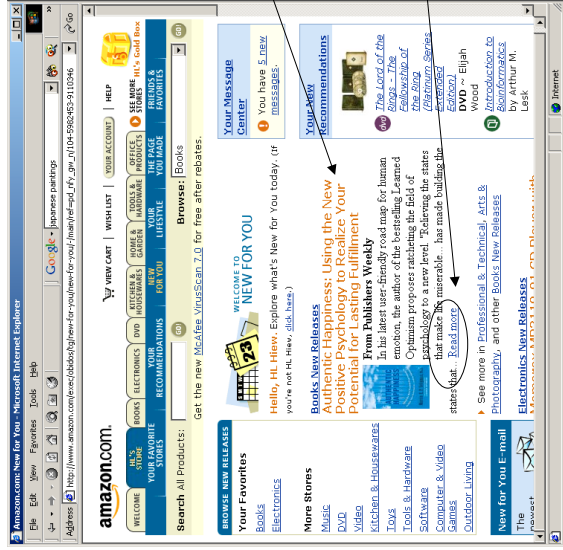 Amazon.com: New for You - Microsoft Internet Explorer
File Edit View Favorites Tools Help
Address http://www.amazon.com/exec/obidos/tg/new-for-you/new-for-you/-/main/ref=pd_nfy_gw_n/104-5982453-9110346 Go
Google japanese paintings
amazon.com.
VIEW CART | WISH LIST | YOUR ACCOUNT | HELP
WELCOME
HL'S STORE
BOOKS
ELECTRONICS
DVD
KITCHEN & HOUSEWARES
HOME & GARDEN
TOOLS & HARDWARE
OFFICE PRODUCTS
SEE MORE STORES
HL's Gold Box
YOUR FAVORITE STORES
YOUR RECOMMENDATIONS
NEW FOR YOU
YOUR LIFESTYLE
THE PAGE YOU MADE
FRIENDS & FAVORITES
Search All Products: GO!
Browse: Books GO!
Get the new McAfee VirusScan 7.0 for free after rebates.
BROWSE NEW RELEASES
Your Favorites
Books
Electronics
More Stores
Music
DVD
Video
Kitchen & Housewares
Toys
Tools & Hardware
Software
Computer & Video
Games
Outdoor Living
New for You E-mail
The
newest
23
WELCOME TO
NEW FOR YOU
Hello, HL Hiew. Explore what's New for You today. (If
you're not HL Hiew, click here.)
Books New Releases
Authentic Happiness: Using the New
Positive Psychology to Realize Your
Potential for Lasting Fulfillment
From Publishers Weekly
In his latest user-friendly road map for human
emotion, the author of the bestselling Learned
Optimism proposes ratcheting the field of
psychology to a new level. "Relieving the states
that make life miserable... has made building the
states that... Read more
See more in Professional & Technical, Arts &
Photography, and other Books New Releases
Electronics New Releases
Your Message
Center
You have 5 new
messages.
Your New
Recommendations
dvd
The Lord of the
Rings - The
Fellowship of
the Ring
(Platinum Series
Extended
Edition)
DVD ~ Elijah
Wood
Introduction to
Bioinformatics
by Arthur M.
Lesk
Internet